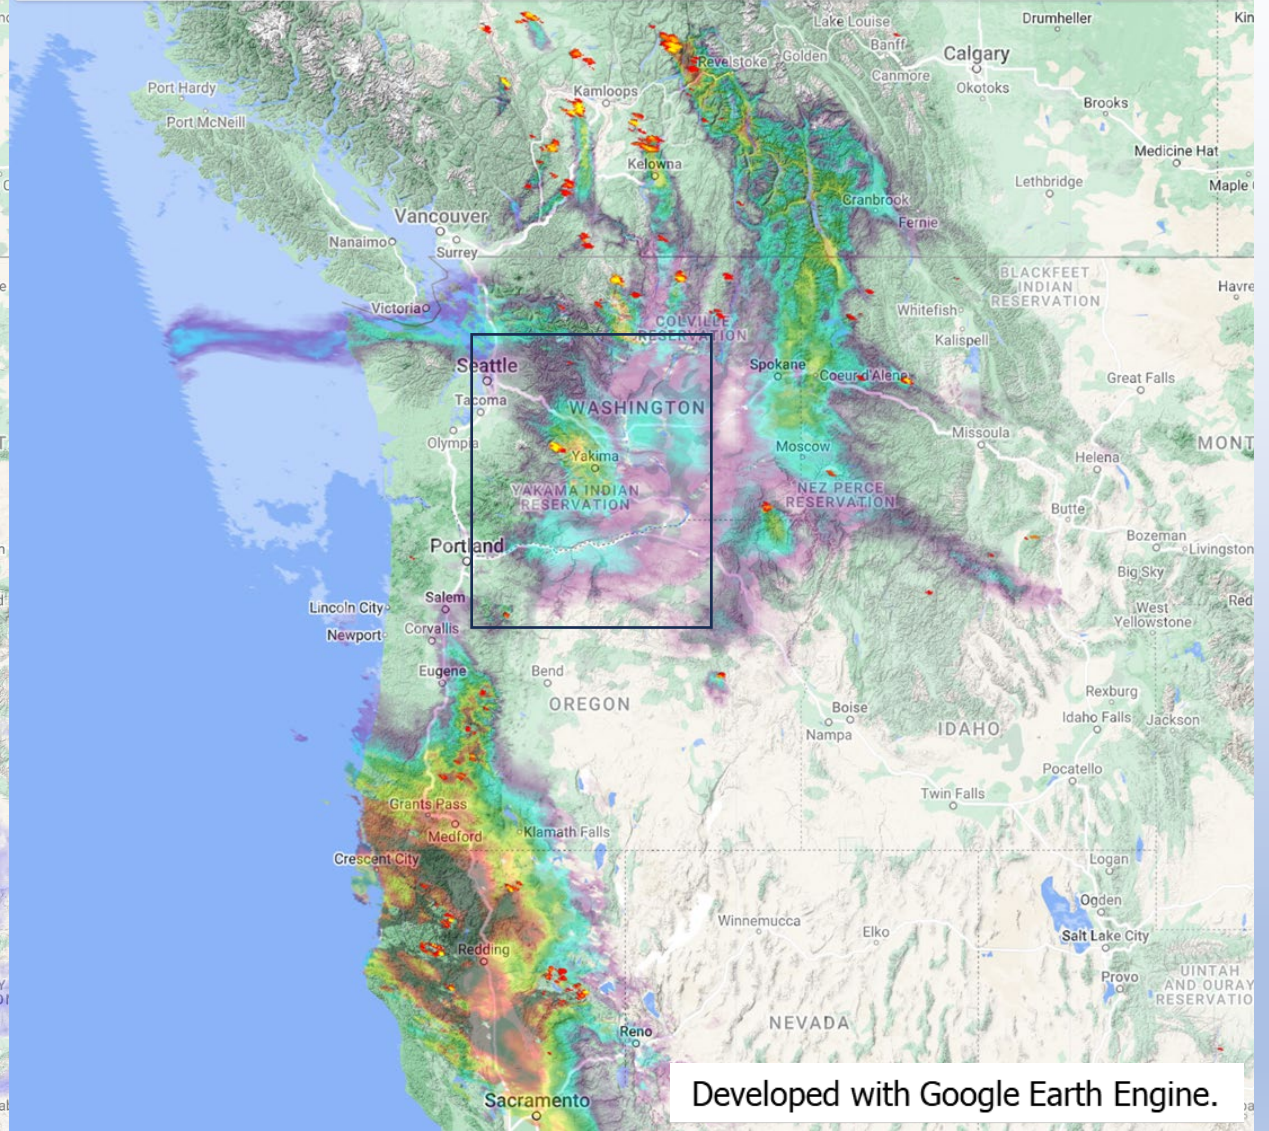 Lake Louise
Drumheller
Kin
Banff
Calgary
Revelstoke
Golden
Canmore
Okotoks
Port Hardy
Kamloops
Brooks
Port McNeill
Medicine Hat
Kelowna
Lethbridge
Maple
Cranbrook
Vancouver
Fernie
Nanaimo
Surrey
BLACKFEET
INDIAN
RESERVATION
Havre
Victoria
Whitefish
COLVILLE
RESERVATION
Kalispell
Seattle
Spokane
Coeur d'Alene
Great Falls
Tacoma
WASHINGTON
Olympia
Missoula
MONT
Moscow
Yakima
Helena
YAKAMA INDIAN
RESERVATION
NEZ PERCE
RESERVATION
Butte
Portland
Bozeman
Livingston
Big Sky
Salem
Lincoln City
West
Yellowstone
Red
Newport
Corvallis
Eugene
Bend
OREGON
Rexburg
Boise
Nampa
IDAHO
Idaho Falls
Jackson
Pocatello
Twin Falls
Grants Pass
Medford
Klamath Falls
Crescent City
Logan
Ogden
Winnemucca
Elko
Salt Lake City
Redding
Provo
UINTAH
AND OURAY
RESERVATIO
NEVADA
Reno
Sacramento
Developed with Google Earth Engine.